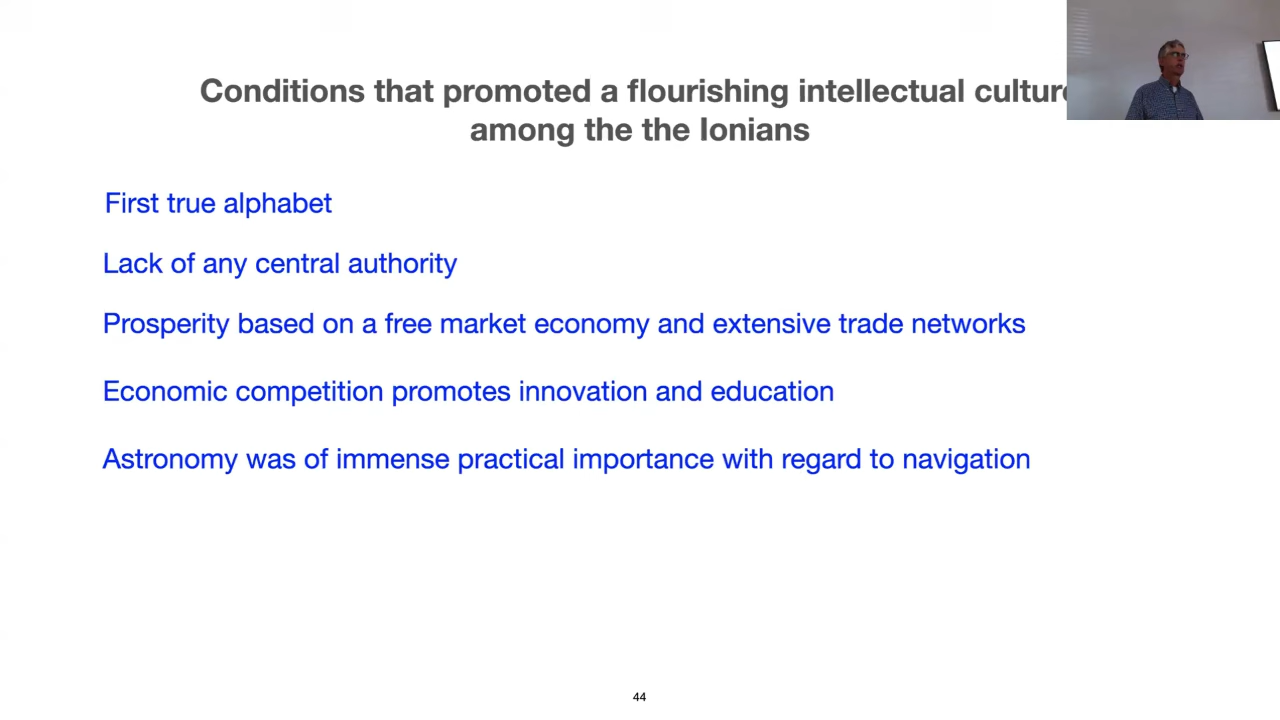 Conditions that promoted a flourishing intellectual culture
among the the Ionians
First true alphabet
Lack of any central authority
Prosperity based on a free market economy and extensive trade networks
Economic competition promotes innovation and education
Astronomy was of immense practical importance with regard to navigation
44